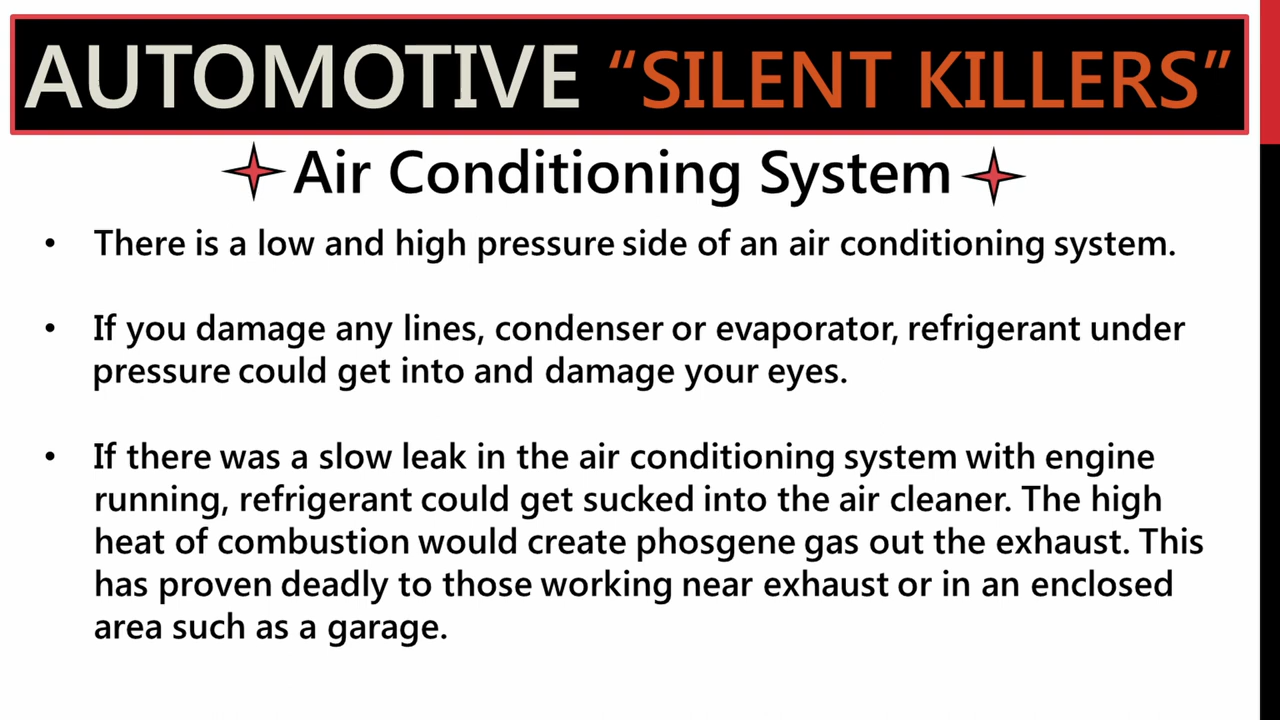 AUTOMOTIVE “SILENT KILLERS”
Air Conditioning System
• There is a low and high pressure side of an air conditioning system.
• If you damage any lines, condenser or evaporator, refrigerant under
pressure could get into and damage your eyes.
• If there was a slow leak in the air conditioning system with engine
running, refrigerant could get sucked into the air cleaner. The high
heat of combustion would create phosgene gas out the exhaust. This
has proven deadly to those working near exhaust or in an enclosed
area such as a garage.